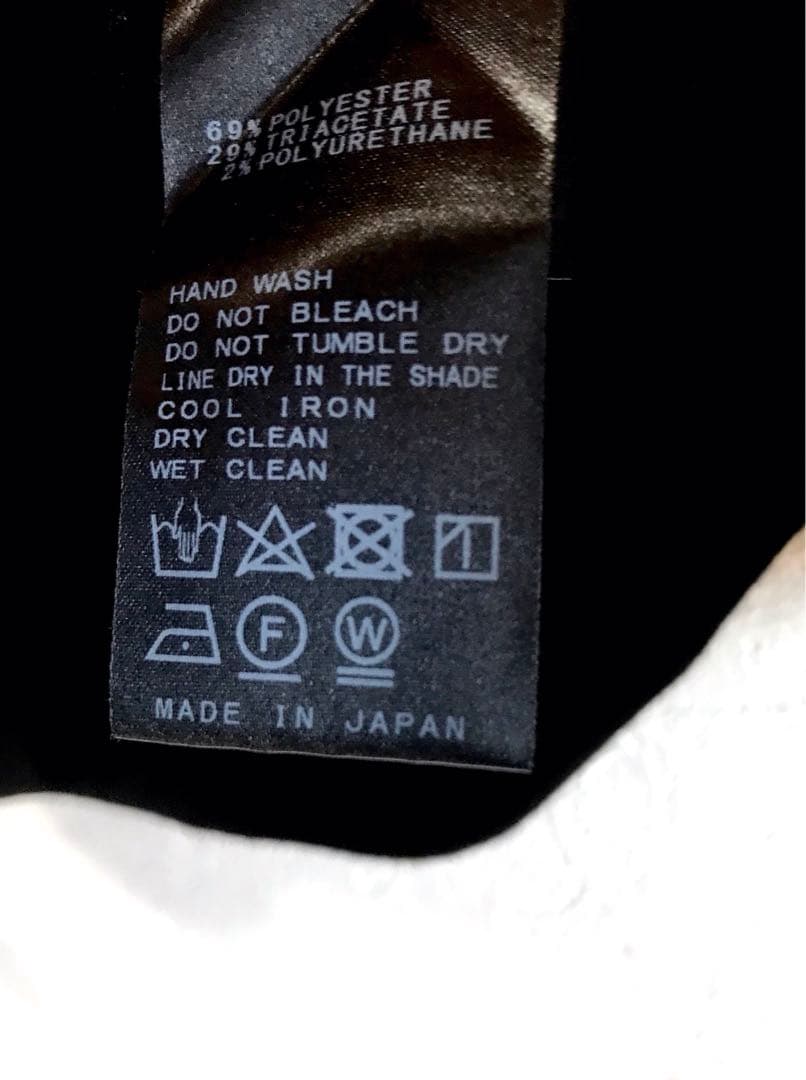 69% POLYESTER
29% TRIACETATE
2% POLYURETHANE
HAND WASH
DO NOT BLEACH
DO NOT TUMBLE DRY
LINE DRY IN THE SHADE
COOL IRON
DRY CLEAN
WET CLEAN
F W
MADE IN JAPAN